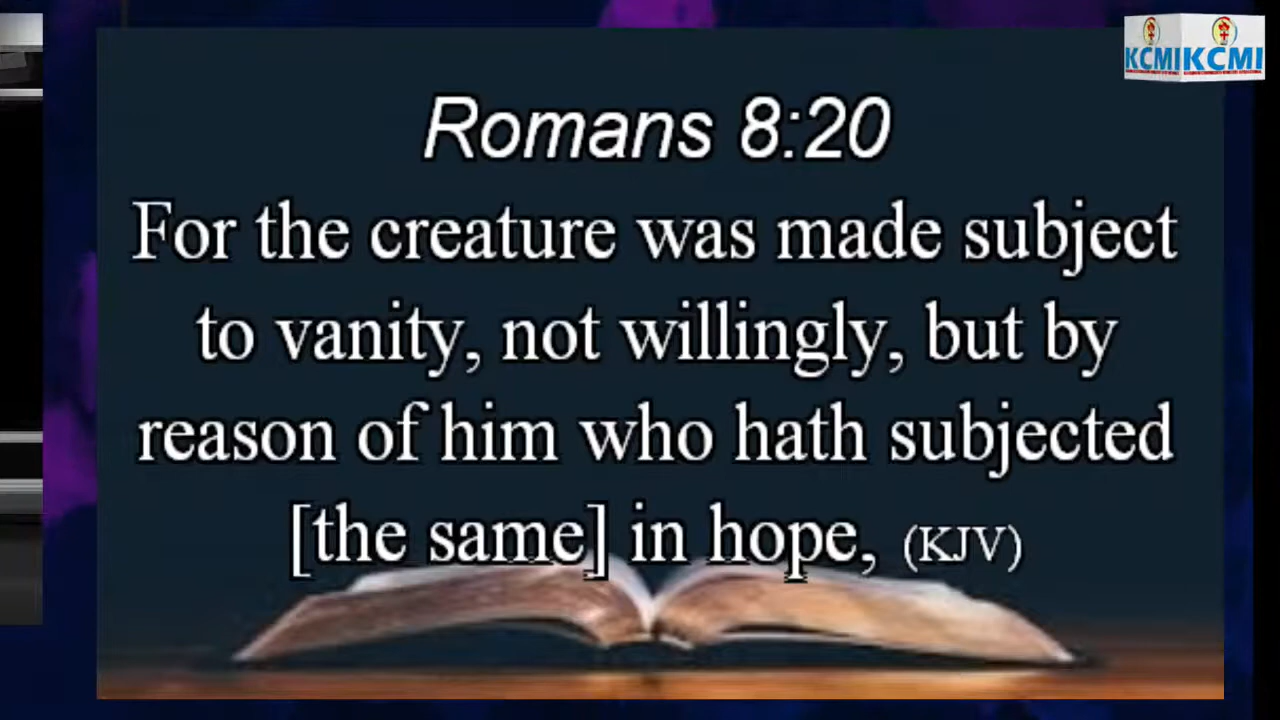 KCMI KCMI
Romans 8:20
For the creature was made subject
to vanity, not willingly, but by
reason of him who hath subjected
[the same] in hope, (KJV)